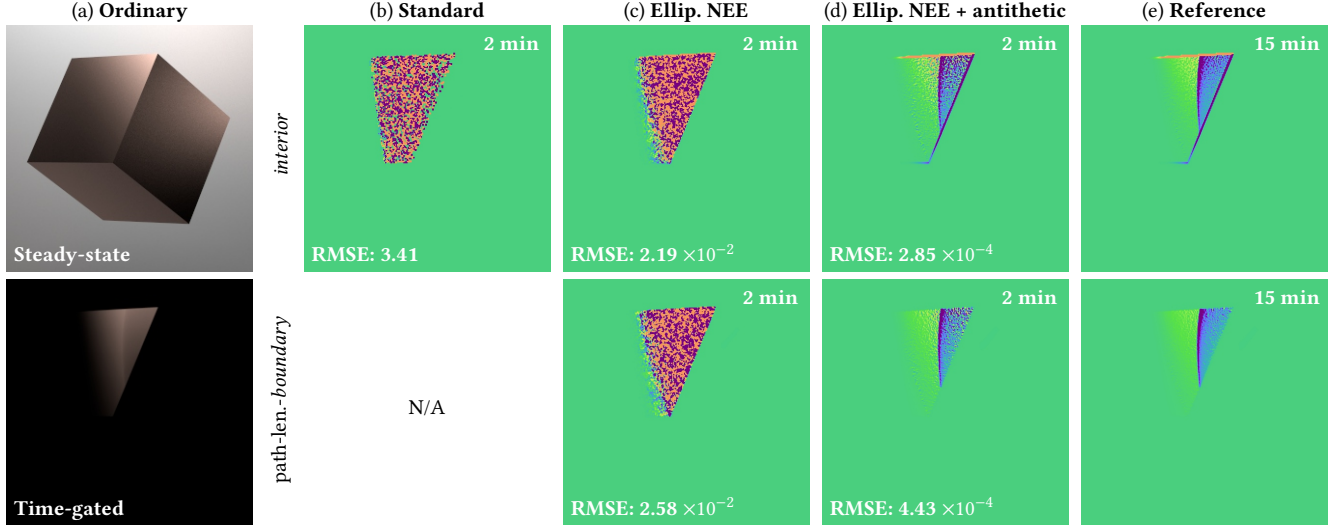 (a) Ordinary
(b) Standard
(c) Ellip. NEE
(d) Ellip. NEE + antithetic
(e) Reference
Steady-state
interior
2 min
RMSE: 3.41
2 min
RMSE: 2.19 ×10⁻²
2 min
RMSE: 2.85 ×10⁻⁴
15 min
Time-gated
path-len.-boundary
N/A
2 min
RMSE: 2.58 ×10⁻²
2 min
RMSE: 4.43 ×10⁻⁴
15 min